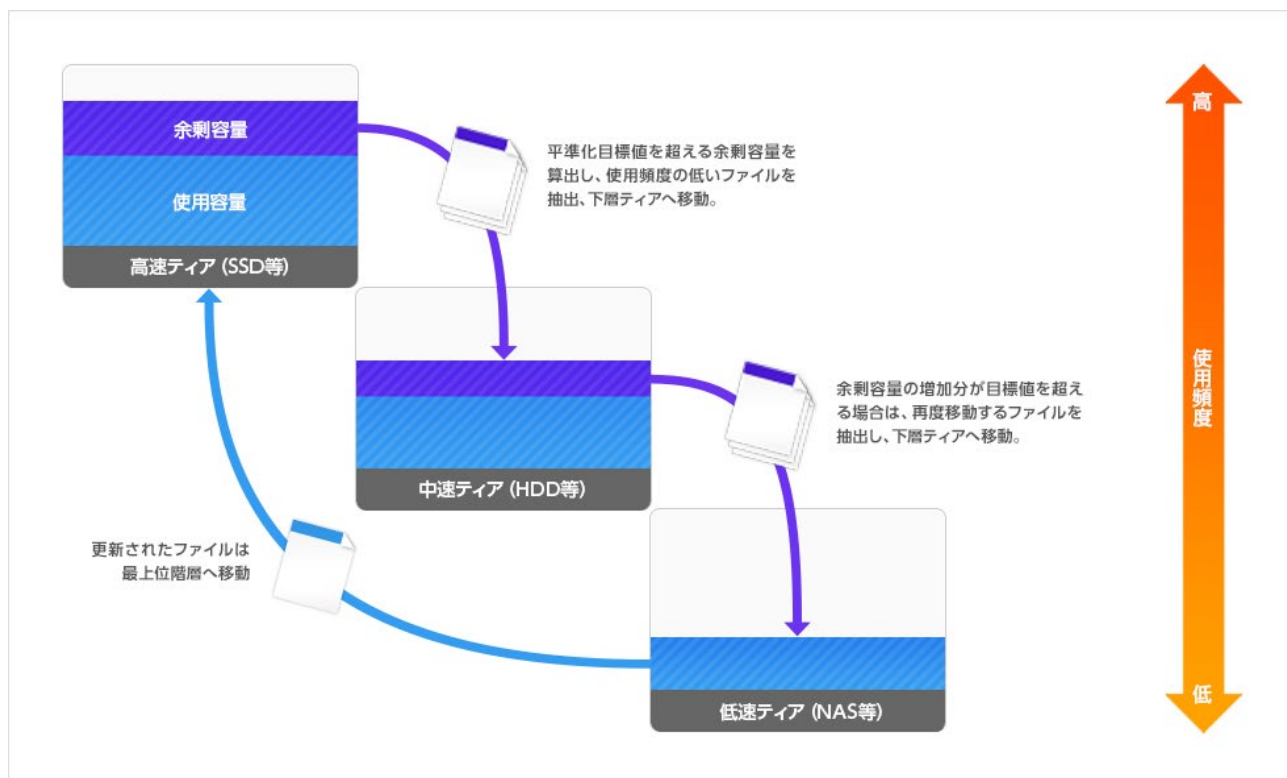 余剰容量
使用容量
高速ティア（SSD等）
平準化目標値を超える余剰容量を
算出し、使用頻度の低いファイルを
抽出、下層ティアへ移動。
中速ティア（HDD等）
余剰容量の増加分が目標値を超え
る場合は、再度移動するファイルを
抽出し、下層ティアへ移動。
更新されたファイルは
最上位階層へ移動
低速ティア（NAS等）
高
使用頻度
低